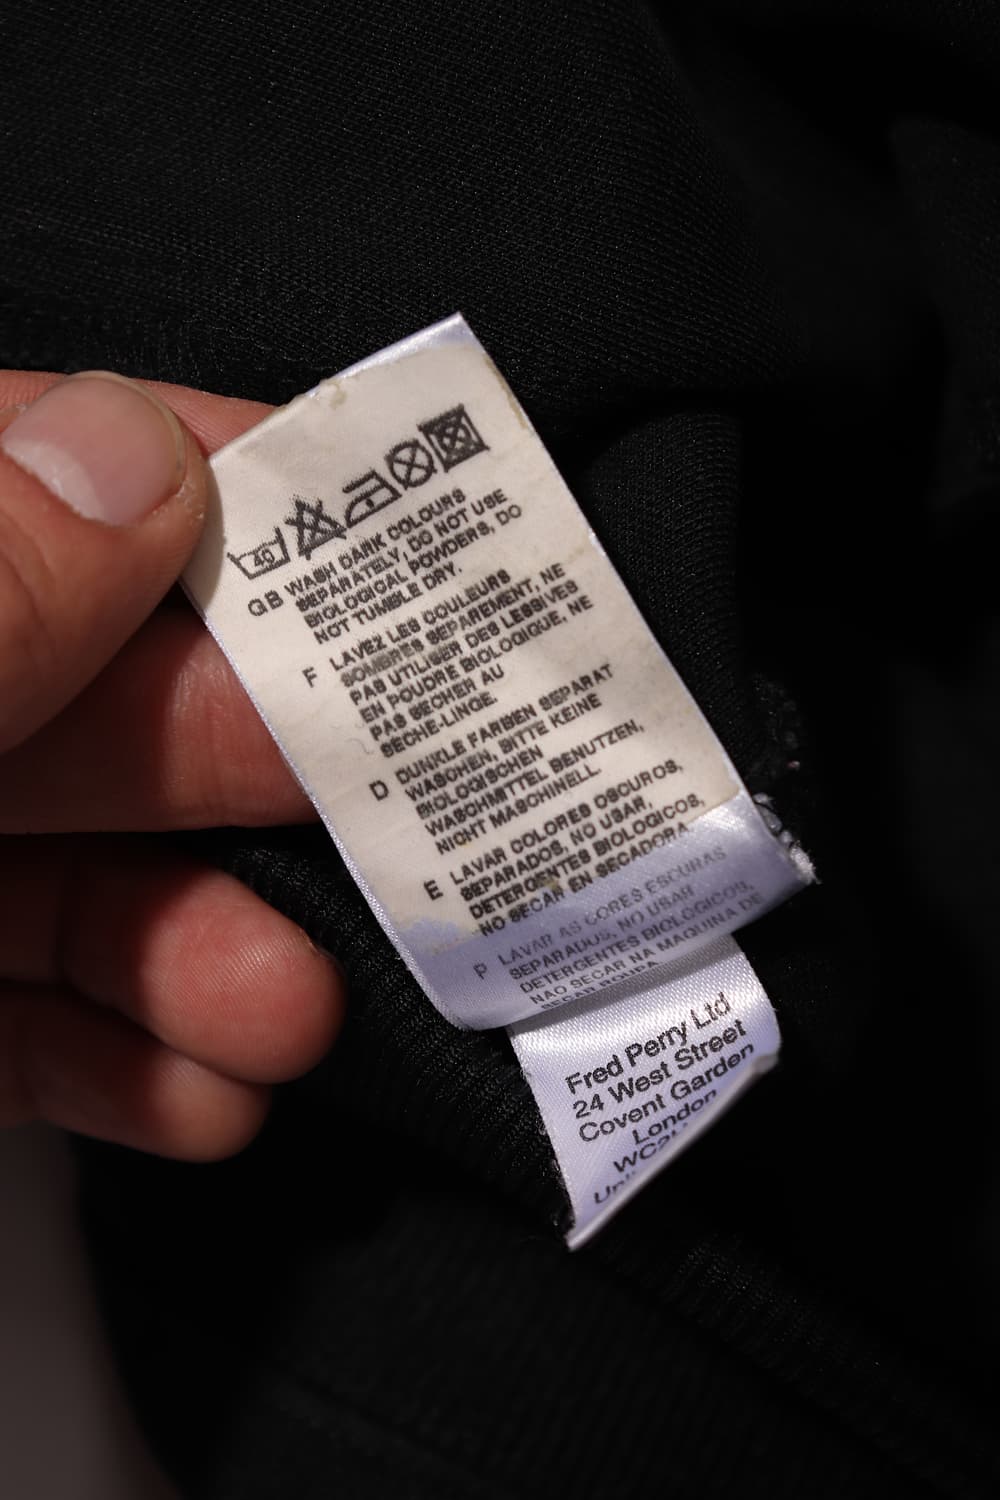 40
GB WASH DARK COLOURS
SEPARATELY, DO NOT USE
BIOLOGICAL POWDERS, DO
NOT TUMBLE DRY.
F LAVEZ LES COULEURS
SOMBRES SEPAREMENT, NE
PAS UTILISER DES LESSIVES
EN POUDRE BIOLOGIQUE, NE
PAS SECHER AU
SECHE-LINGE.
D DUNKLE FARBEN SEPARAT
WASCHEN, BITTE KEINE
BIOLOGISCHEN
WASCHMITTEL BENUTZEN,
NICHT MASCHINELL
E LAVAR COLORES OSCUROS,
SEPARADOS, NO USAR,
DETERGENTES BIOLOGICOS,
NO SECAR EN SECADORA
P LAVAR AS CORES ESCURAS
SEPARADOS, NO USAR
DETERGENTES BIOLOGICOS,
NAO SECAR NA MAQUINA DE
SECAR ROUPA
Fred Perry Ltd
24 West Street
Covent Garden
London